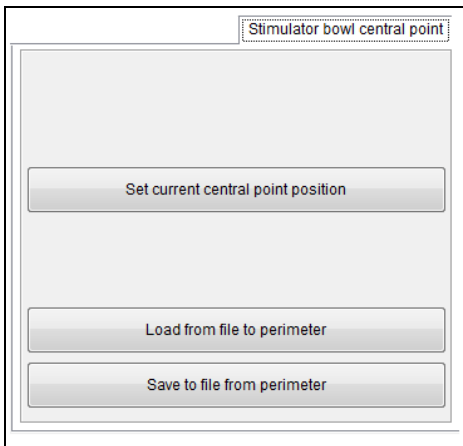 Stimulator bowl central point
Set current central point position
Load from file to perimeter
Save to file from perimeter